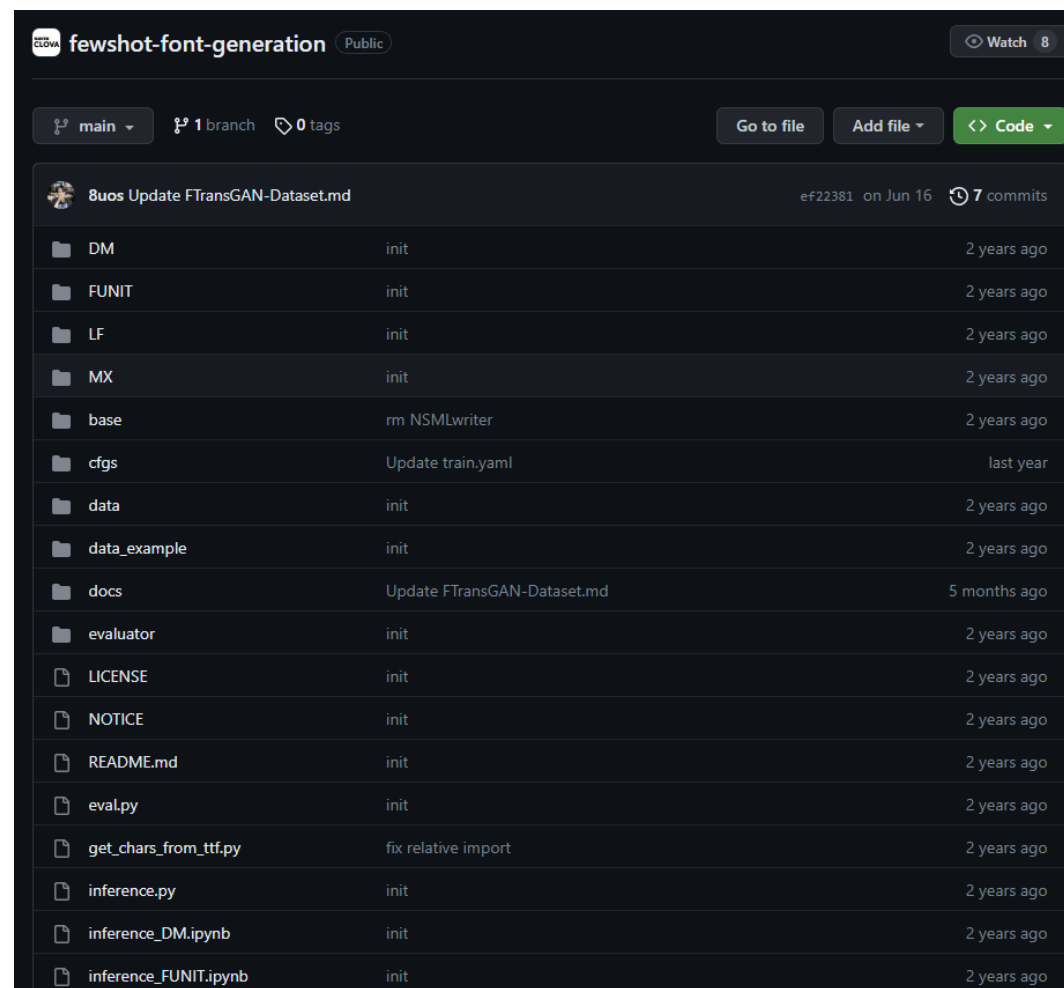 NAVER
CLOVA
fewshot-font-generation Public Watch 8
main 1 branch 0 tags Go to file Add file <> Code
8uos Update FTransGAN-Dataset.md ef22381 on Jun 16 7 commits
DM init 2 years ago
FUNIT init 2 years ago
LF init 2 years ago
MX init 2 years ago
base rm NSMLwriter 2 years ago
cfgs Update train.yaml last year
data init 2 years ago
data_example init 2 years ago
docs Update FTransGAN-Dataset.md 5 months ago
evaluator init 2 years ago
LICENSE init 2 years ago
NOTICE init 2 years ago
README.md init 2 years ago
eval.py init 2 years ago
get_chars_from_ttf.py fix relative import 2 years ago
inference.py init 2 years ago
inference_DM.ipynb init 2 years ago
inference_FUNIT.ipynb init 2 years ago